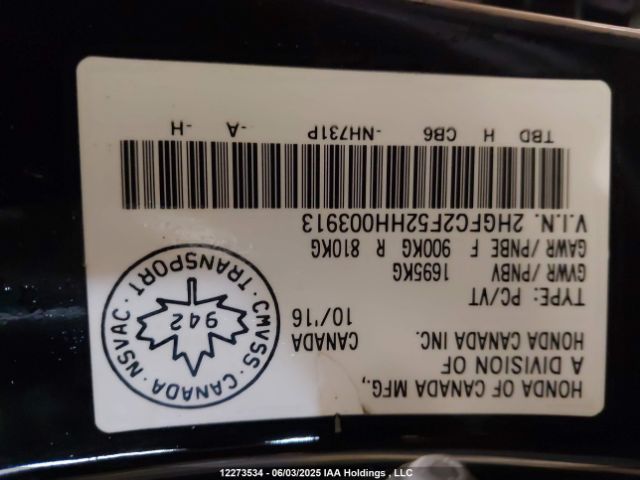 HONDA OF CANADA MFG.,
A DIVISION OF
HONDA CANADA INC.
CANADA
10/'16
TYPE: PC/VT
GWR/PNBV 1695KG
GAWR/PNBE F 900KG R 810KG
V.I.N. 2HGFC2F52HH003913
TBD H CB6 -NH731P -A -H
CMVSS · TRANSPORT
942
NSVAC · CANADA
12273534 - 06/03/2025 IAA Holdings , LLC